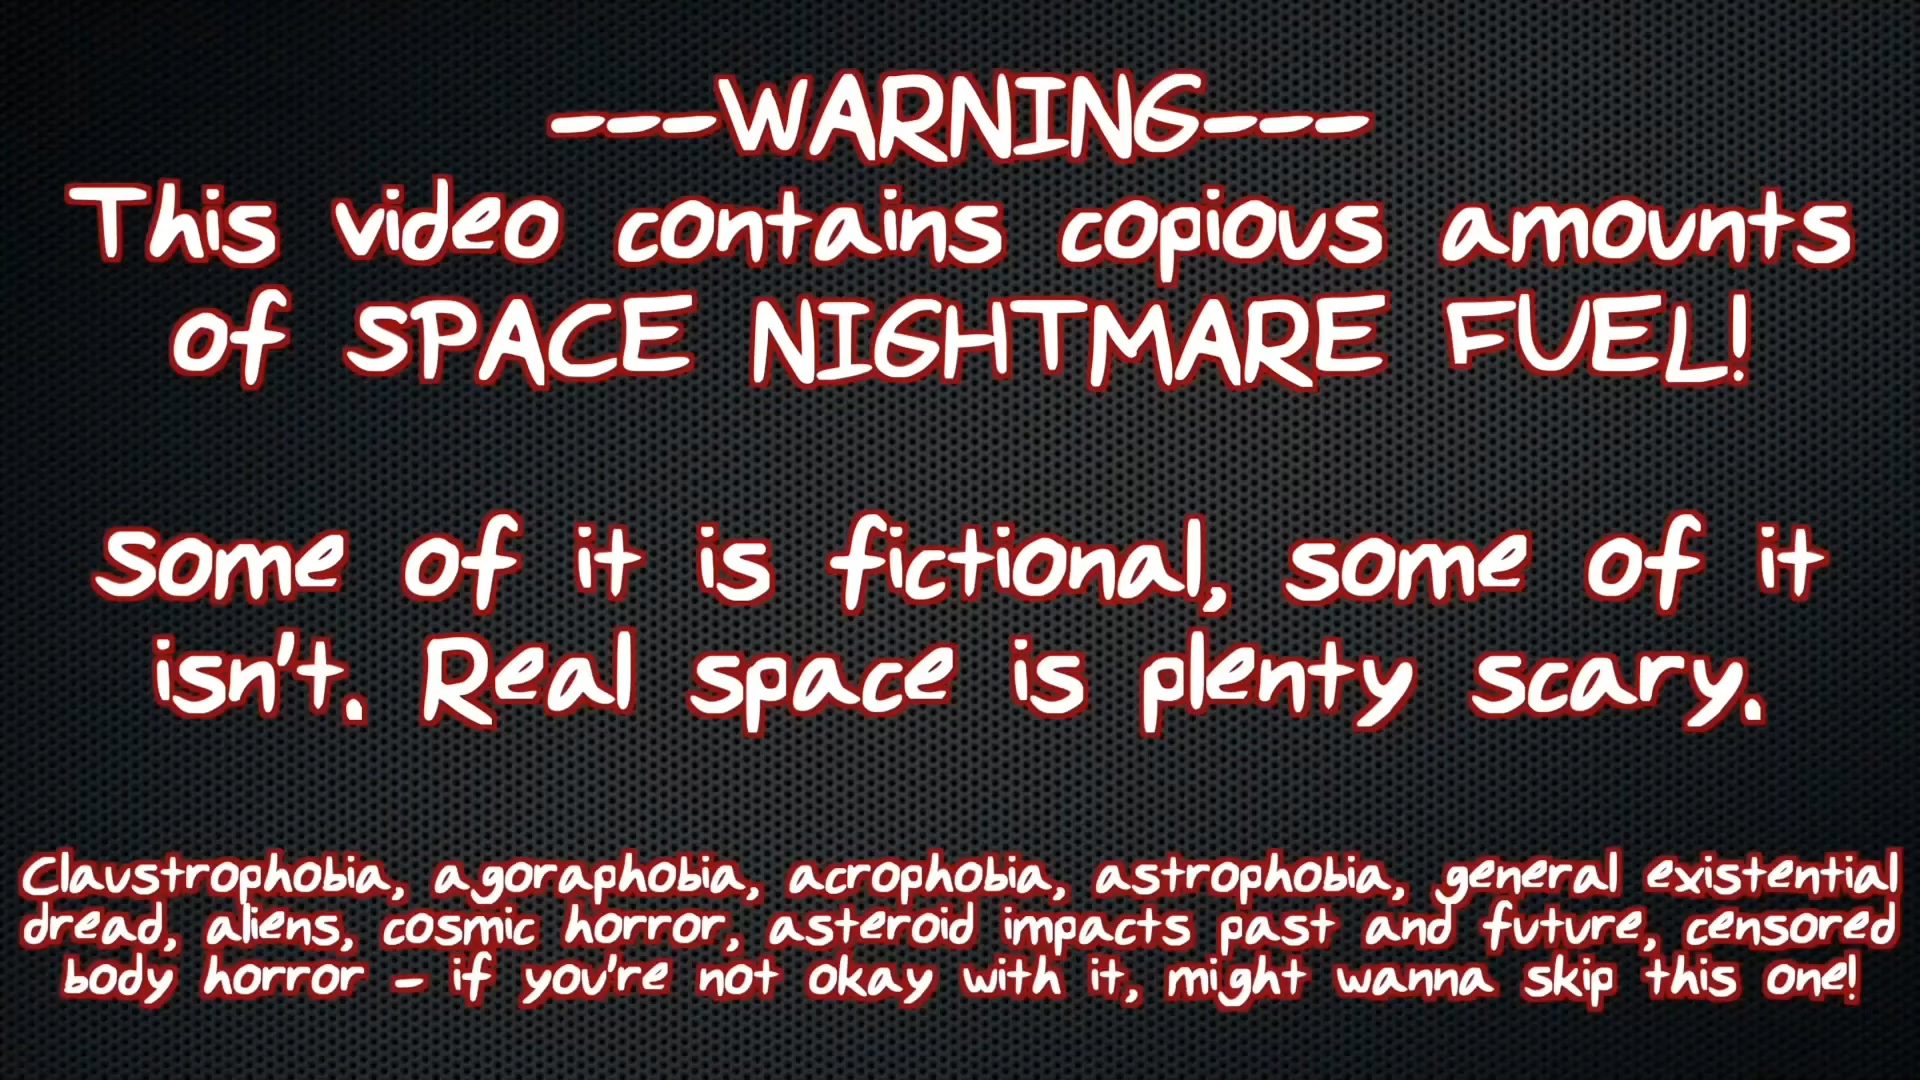 ---WARNING---
This video contains copious amounts
of SPACE NIGHTMARE FUEL!
Some of it is fictional, some of it
isn't. Real space is plenty scary.
Claustrophobia, agoraphobia, acrophobia, astrophobia, general existential
dread, aliens, cosmic horror, asteroid impacts past and future, censored
body horror - if you're not okay with it, might wanna skip this one!